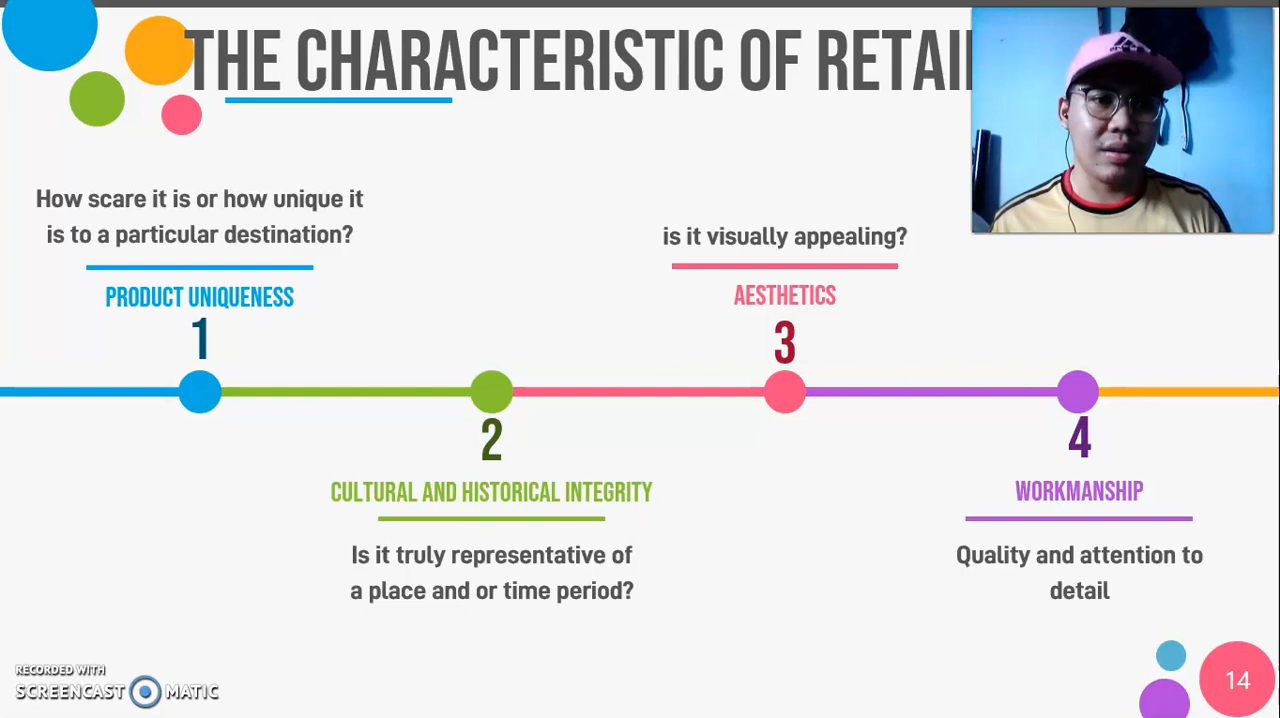 THE CHARACTERISTIC OF RETAIL
How scare it is or how unique it
is to a particular destination?
PRODUCT UNIQUENESS
1
2
CULTURAL AND HISTORICAL INTEGRITY
Is it truly representative of
a place and or time period?
is it visually appealing?
AESTHETICS
3
4
WORKMANSHIP
Quality and attention to
detail
RECORDED WITH
SCREENCAST MATIC
14